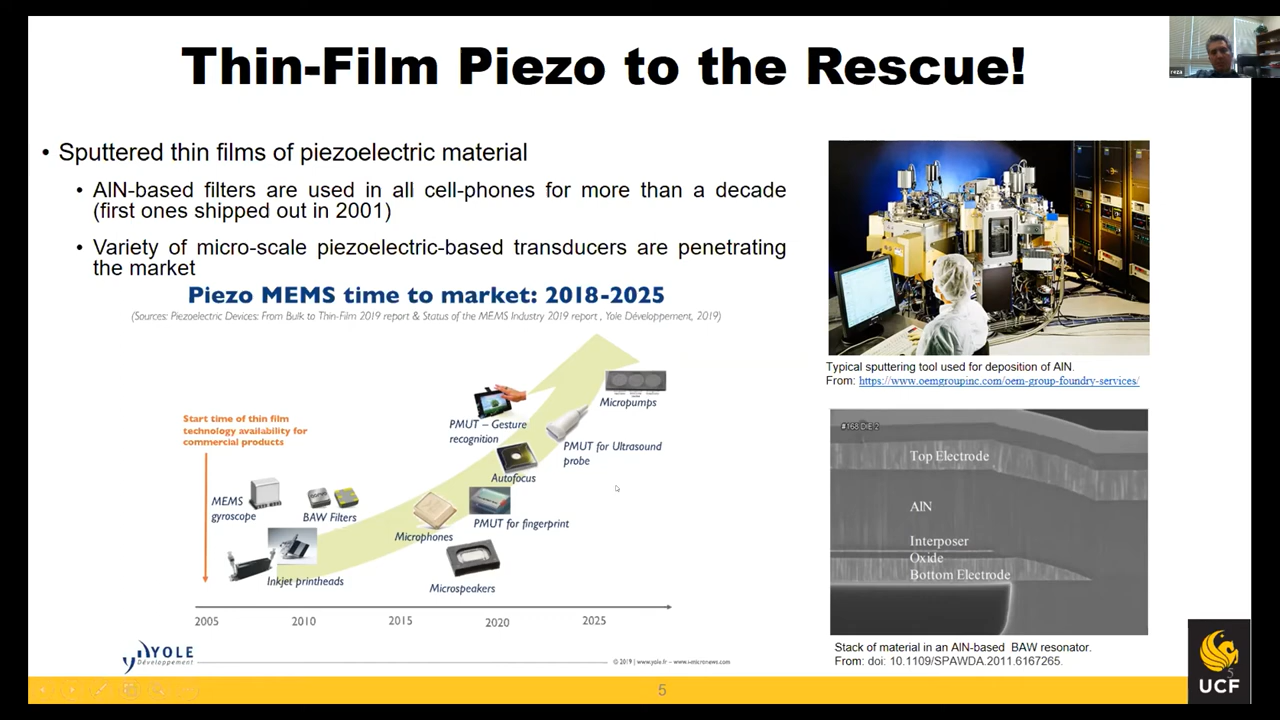 Thin-Film Piezo to the Rescue!
reza
• Sputtered thin films of piezoelectric material
• AlN-based filters are used in all cell-phones for more than a decade
(first ones shipped out in 2001)
• Variety of micro-scale piezoelectric-based transducers are penetrating
the market
Piezo MEMS time to market: 2018-2025
(Sources: Piezoelectric Devices: From Bulk to Thin-Film 2019 report & Status of the MEMS Industry 2019 report , Yole Développement, 2019)
Start time of thin film
technology availability for
commercial products
MEMS
gyroscope
BAW Filters
Inkjet printheads
PMUT – Gesture
recognition
Autofocus
Microphones
PMUT for fingerprint
Microspeakers
Micropumps
PMUT for Ultrasound
probe
2005
2010
2015
2020
2025
YOLE
Développement
© 2019 | www.yole.fr – www.i-micronews.com
Typical sputtering tool used for deposition of AlN.
From: https://www.oemgroupinc.com/oem-group-foundry-services/
#168 DIE2
Top Electrode
AlN
Interposer
Oxide
Bottom Electrode
Stack of material in an AlN-based BAW resonator.
From: doi: 10.1109/SPAWDA.2011.6167265.
5
5
UCF